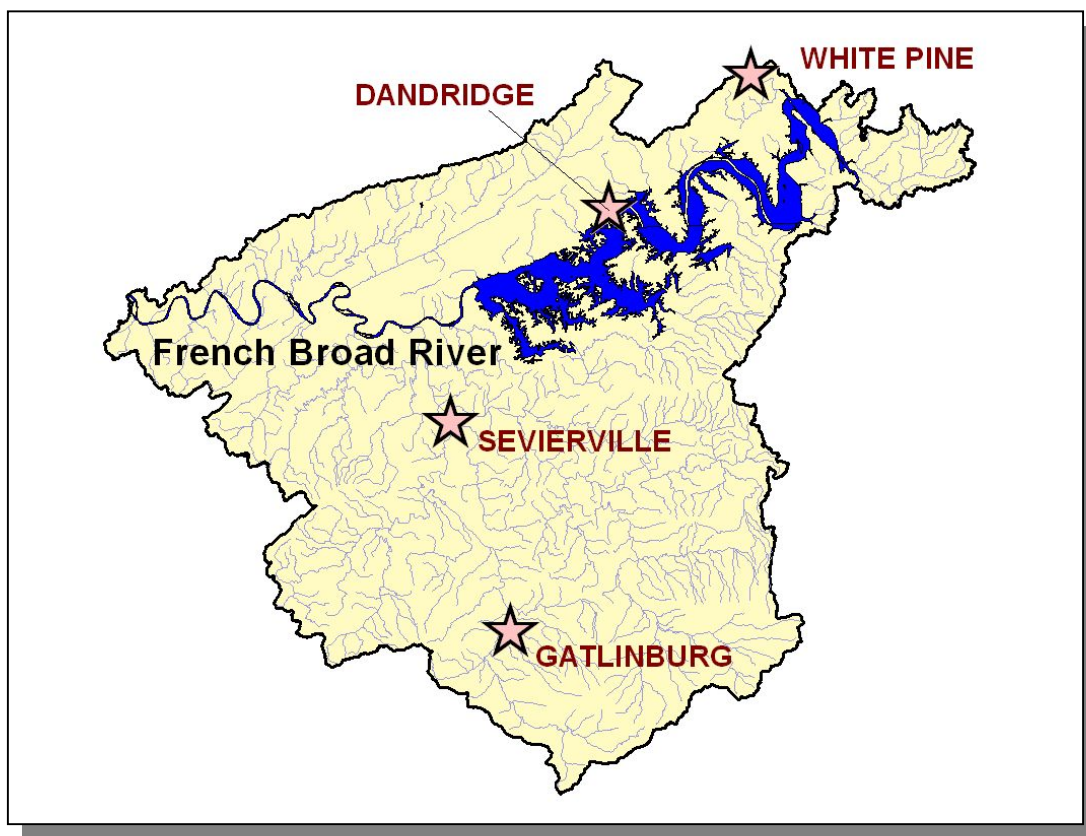 WHITE PINE
DANDRIDGE
French Broad River
SEVIERVILLE
GATLINBURG